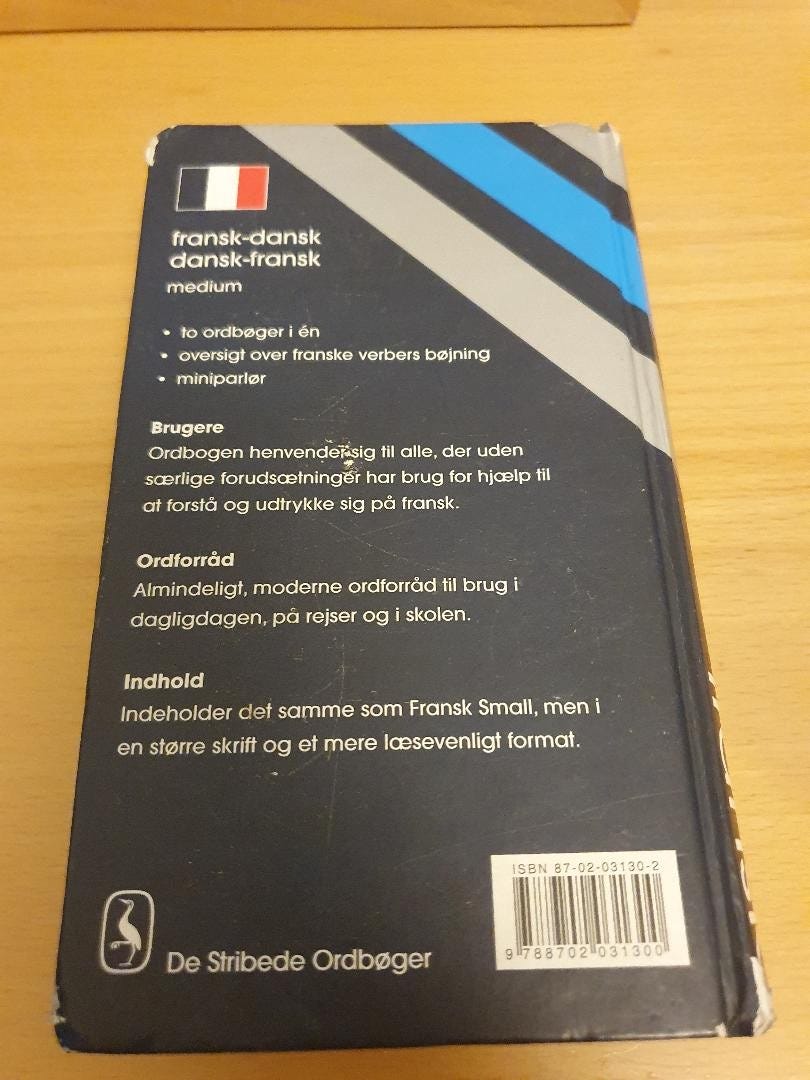 fransk-dansk
dansk-fransk
medium
• to ordbøger i én
• oversigt over franske verbers bøjning
• miniparlør
Brugere
Ordbogen henvender sig til alle, der uden
særlige forudsætninger har brug for hjælp til
at forstå og udtrykke sig på fransk.
Ordforråd
Almindeligt, moderne ordforråd til brug i
dagligdagen, på rejser og i skolen.
Indhold
Indeholder det samme som Fransk Small, men i
en større skrift og et mere læsevenligt format.
ISBN 87-02-03130-2
9 788702 031300
De Stribede Ordbøger